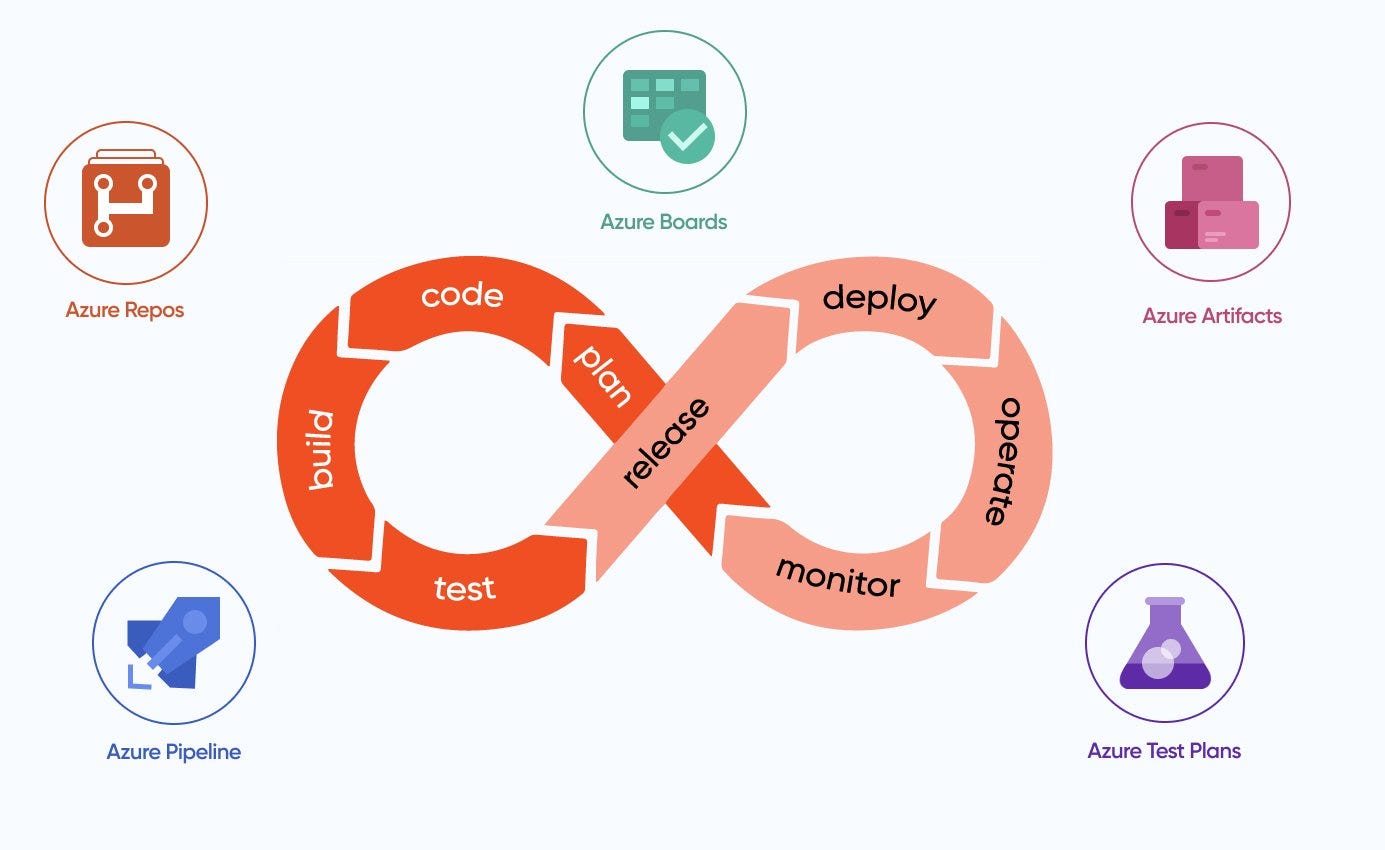 Azure Boards
Azure Repos
Azure Artifacts
code
plan
build
test
release
deploy
operate
monitor
Azure Pipeline
Azure Test Plans